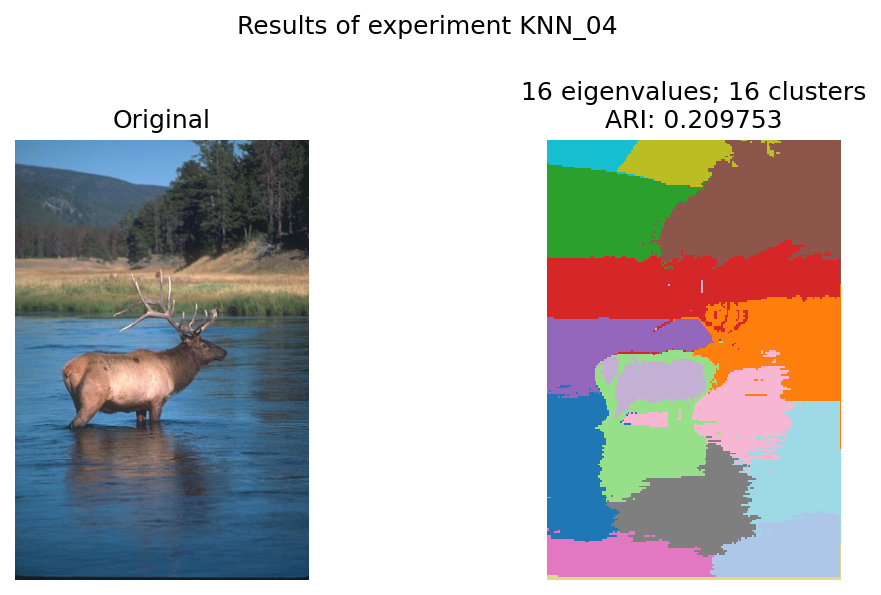 Results of experiment KNN_04
Original
16 eigenvalues; 16 clusters
ARI: 0.209753